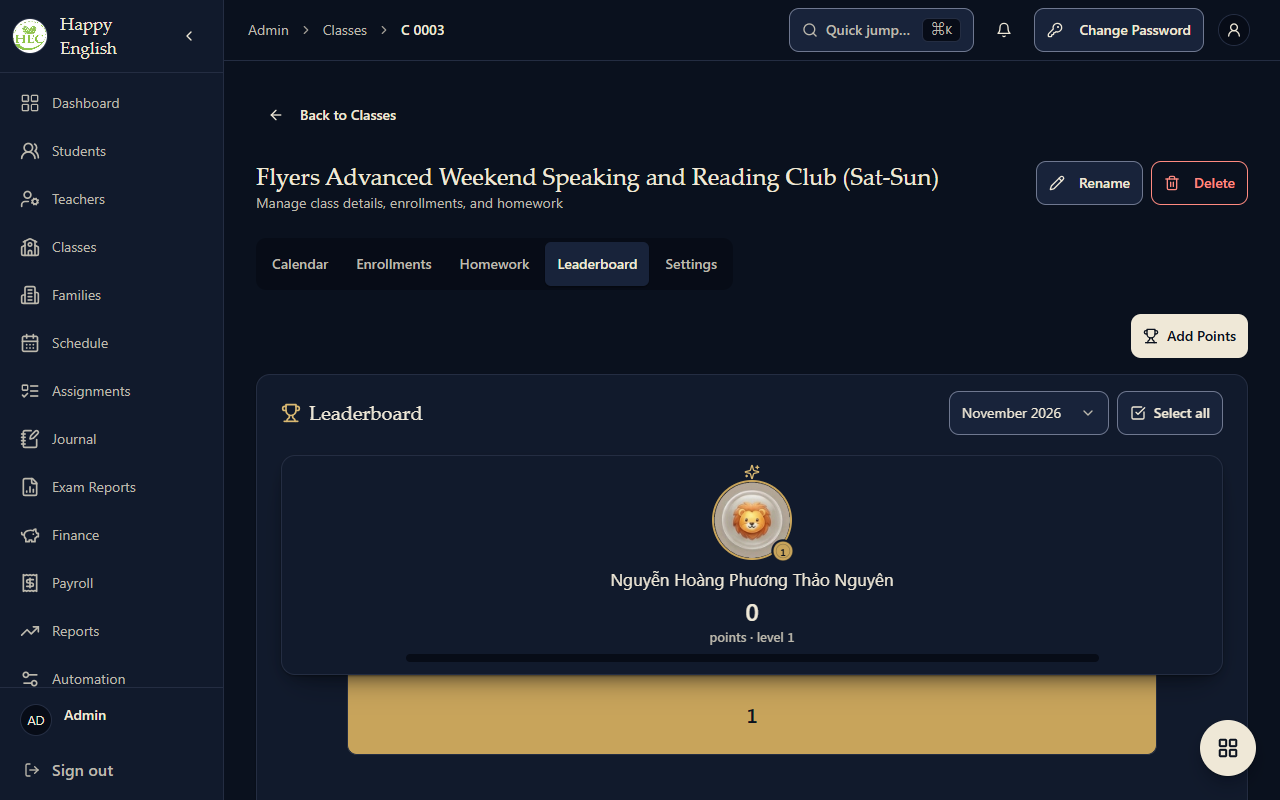 HEC
Happy
English
Admin
Classes
C 0003
Quick jump...
⌘K
Change Password
Dashboard
Students
Teachers
Classes
Families
Schedule
Assignments
Journal
Exam Reports
Finance
Payroll
Reports
Automation
AD
Admin
Sign out
Back to Classes
Flyers Advanced Weekend Speaking and Reading Club (Sat-Sun)
Manage class details, enrollments, and homework
Rename
Delete
Calendar
Enrollments
Homework
Leaderboard
Settings
Add Points
Leaderboard
November 2026
Select all
1
Nguyễn Hoàng Phương Thảo Nguyên
0
points · level 1
1